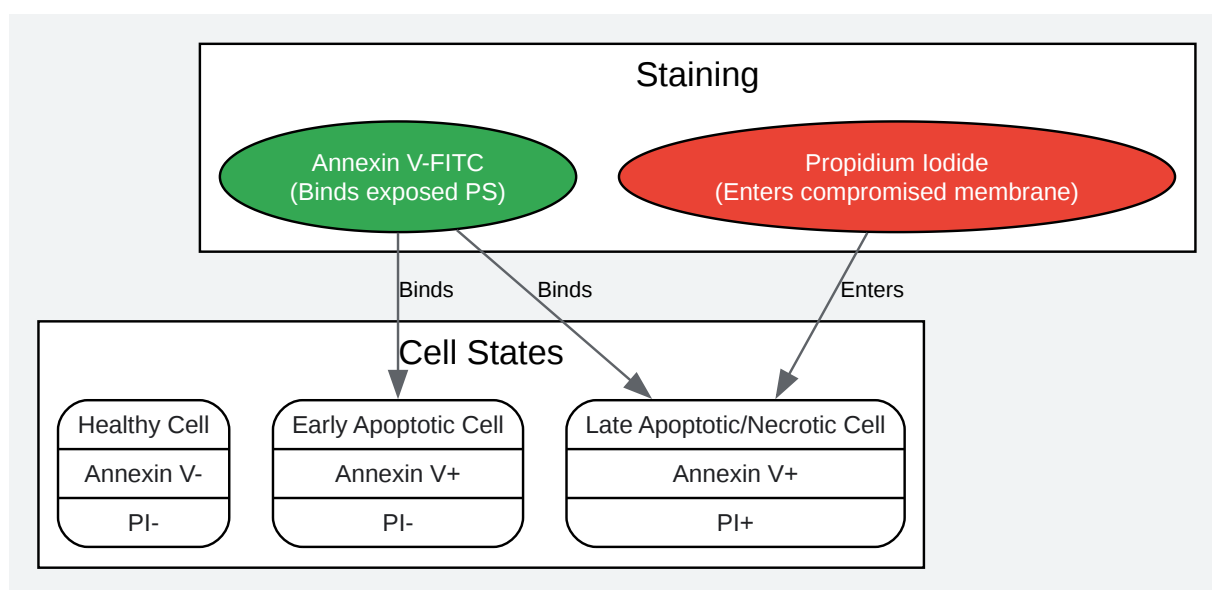 Staining
Annexin V-FITC
(Binds exposed PS)
Propidium Iodide
(Enters compromised membrane)
Binds
Binds
Enters
Cell States
Healthy Cell
Annexin V-
PI-
Early Apoptotic Cell
Annexin V+
PI-
Late Apoptotic/Necrotic Cell
Annexin V+
PI+